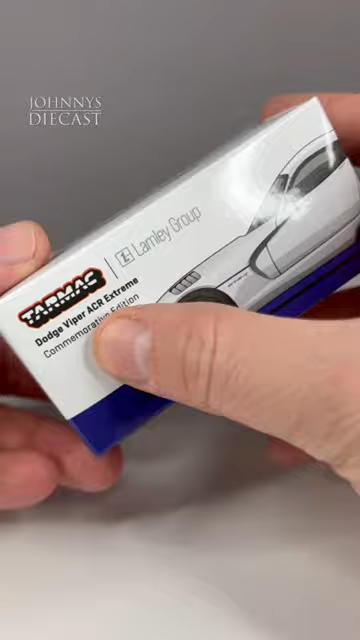 JOHNNYS
DIECAST
TARMAC
Lamley Group
Dodge Viper ACR Extreme
Commemorative Edition